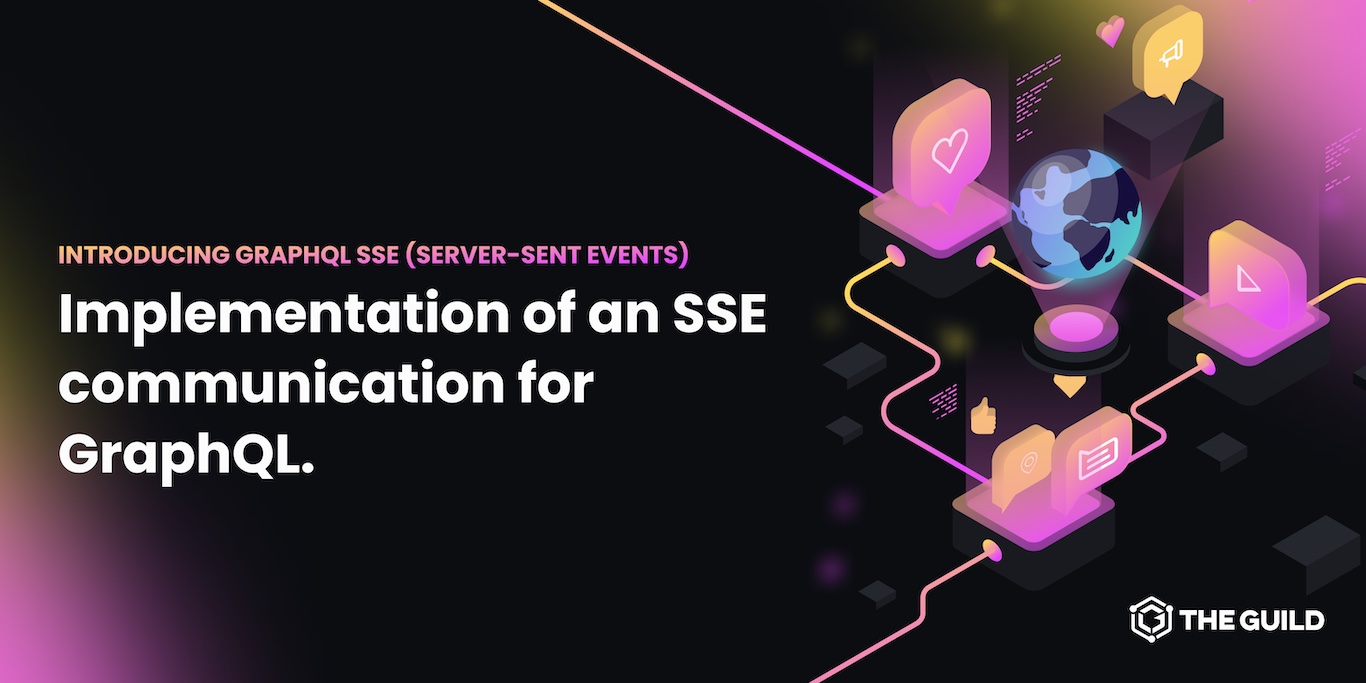 INTRODUCING GRAPHQL SSE (SERVER-SENT EVENTS)
Implementation of an SSE
communication for
GraphQL.
THE GUILD